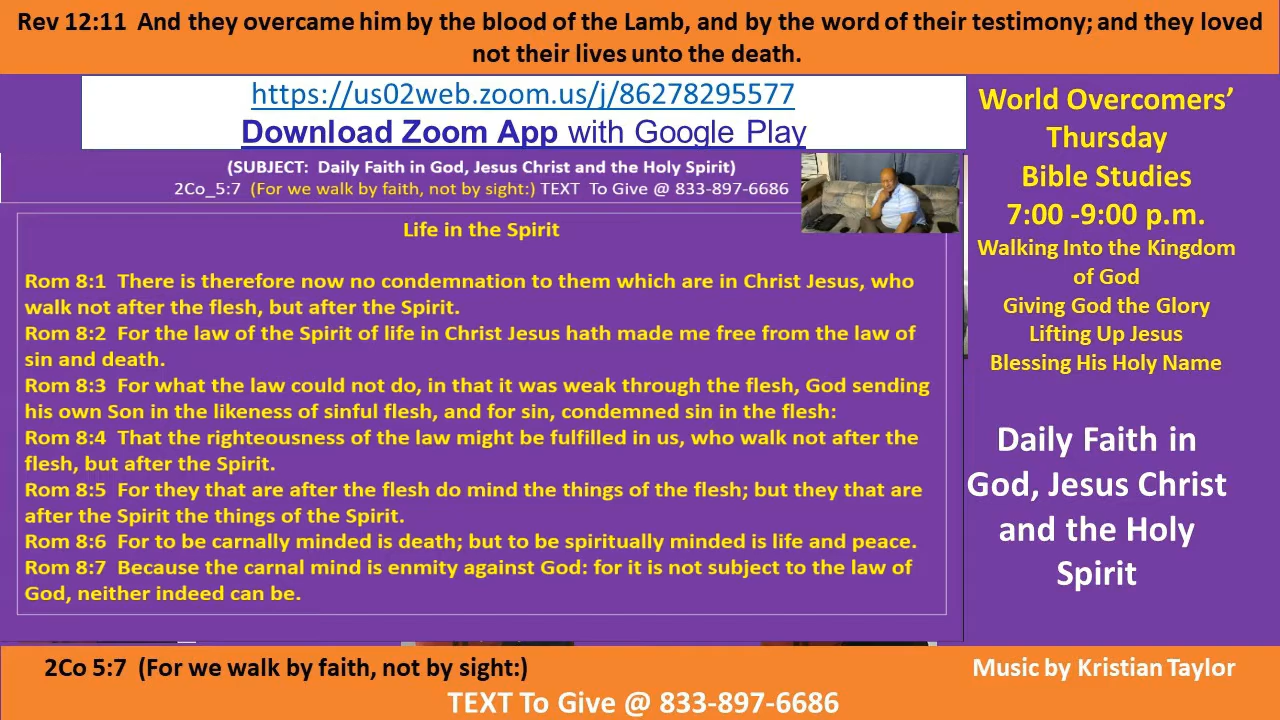 Rev 12:11  And they overcame him by the blood of the Lamb, and by the word of their testimony; and they loved
not their lives unto the death.
https://us02web.zoom.us/j/86278295577
Download Zoom App with Google Play
(SUBJECT:  Daily Faith in God, Jesus Christ and the Holy Spirit)
2Co_5:7  (For we walk by faith, not by sight:) TEXT  To Give @ 833-897-6686
Life in the Spirit
Rom 8:1  There is therefore now no condemnation to them which are in Christ Jesus, who
walk not after the flesh, but after the Spirit.
Rom 8:2  For the law of the Spirit of life in Christ Jesus hath made me free from the law of
sin and death.
Rom 8:3  For what the law could not do, in that it was weak through the flesh, God sending
his own Son in the likeness of sinful flesh, and for sin, condemned sin in the flesh:
Rom 8:4  That the righteousness of the law might be fulfilled in us, who walk not after the
flesh, but after the Spirit.
Rom 8:5  For they that are after the flesh do mind the things of the flesh; but they that are
after the Spirit the things of the Spirit.
Rom 8:6  For to be carnally minded is death; but to be spiritually minded is life and peace.
Rom 8:7  Because the carnal mind is enmity against God: for it is not subject to the law of
God, neither indeed can be.
World Overcomers’
Thursday
Bible Studies
7:00 -9:00 p.m.
Walking Into the Kingdom
of God
Giving God the Glory
Lifting Up Jesus
Blessing His Holy Name
Daily Faith in
God, Jesus Christ
and the Holy
Spirit
2Co 5:7  (For we walk by faith, not by sight:)
Music by Kristian Taylor
TEXT To Give @ 833-897-6686